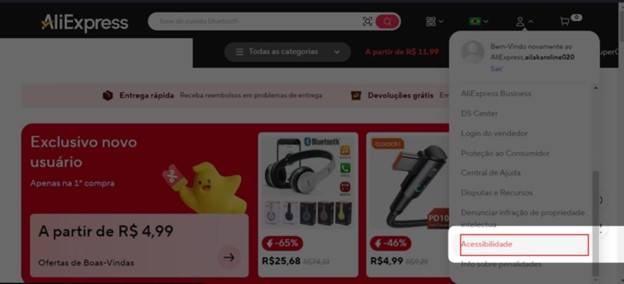 AliExpress
fone de ouvido bluetooth
0
Todas as categorias
A partir de R$ 11,99
Bem-Vindo novamente ao
AliExpress,
Sair
Entrega rápida Receba reembolsos em problemas de entrega
Devoluções grátis
AliExpress Business
DS Center
Login do vendedor
Proteção ao Consumidor
Central de Ajuda
Disputas e Recursos
Denunciar infração de propriedade
intelectua
Acessibilidade
Info sobre penalidades
Exclusivo novo
usuário
Apenas na 1ª compra
A partir de R$ 4,99
Ofertas de Boas-Vindas
Bluetooth
-65%
R$25,68 R$74,53
toocki
PD10
-46%
R$4,99 R$9,29